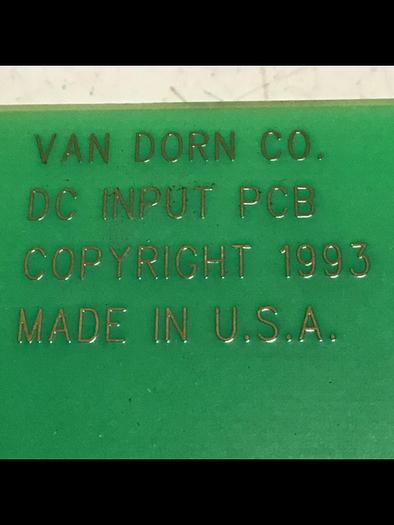 VAN DORN CO.
DC INPUT PCB
COPYRIGHT 1993
MADE IN U.S.A.